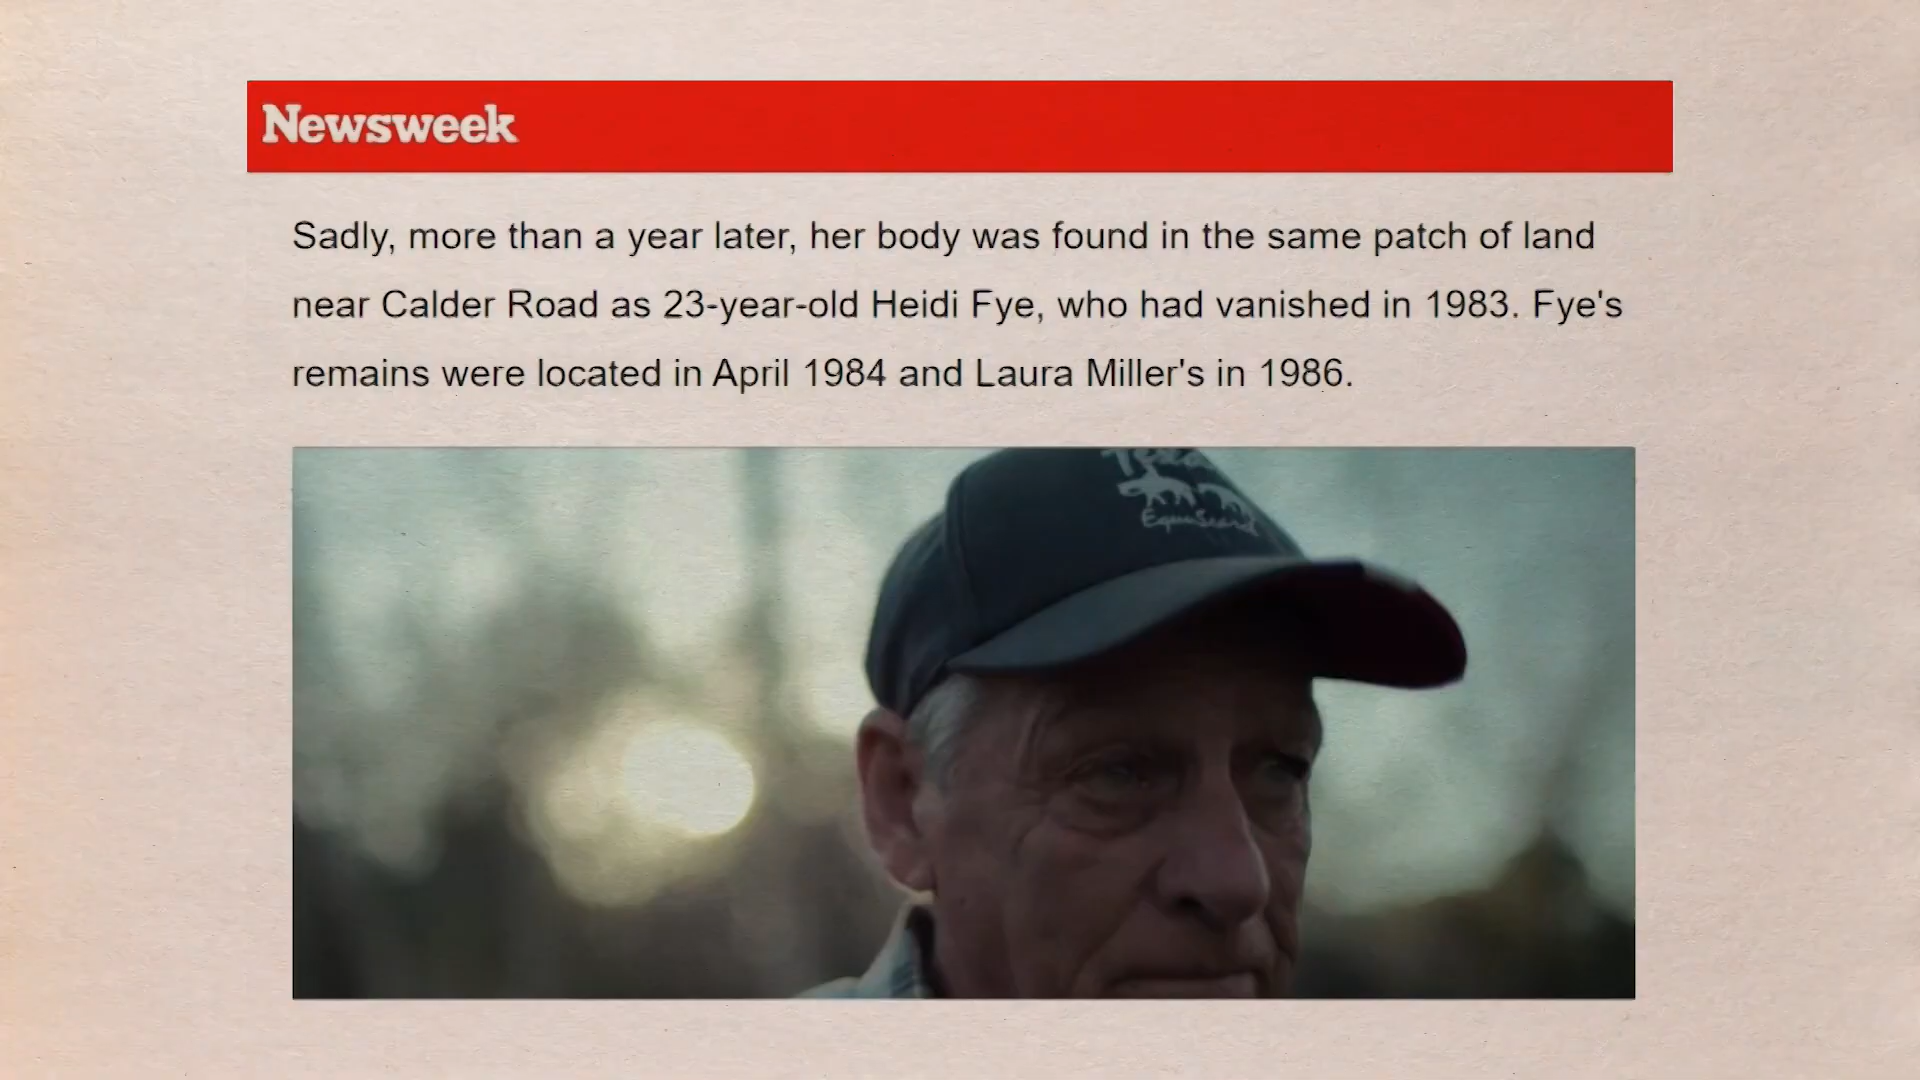 Newsweek
Sadly, more than a year later, her body was found in the same patch of land
near Calder Road as 23-year-old Heidi Fye, who had vanished in 1983. Fye's
remains were located in April 1984 and Laura Miller's in 1986.
Texas
EquuSearch